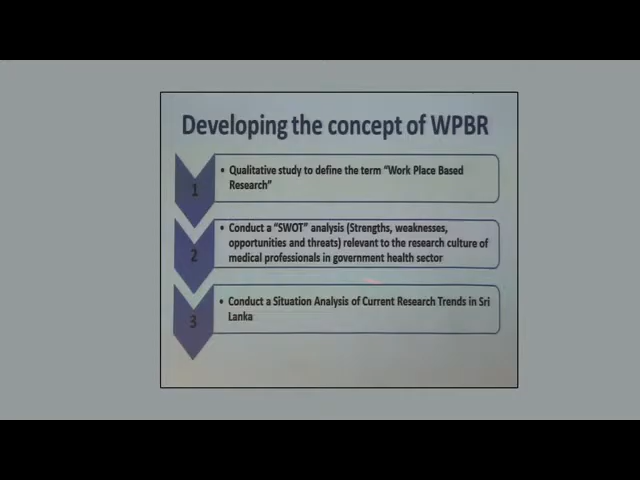 Developing the concept of WPBR
1
• Qualitative study to define the term “Work Place Based
Research”
2
• Conduct a “SWOT” analysis (Strengths, weaknesses,
opportunities and threats) relevant to the research culture of
medical professionals in government health sector
3
• Conduct a Situation Analysis of Current Research Trends in Sri
Lanka